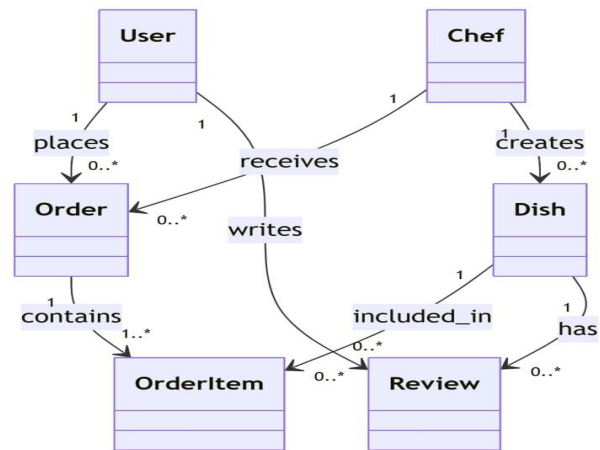 User
Chef
1
1
1
1
places
receives
creates
0..*
0..*
Order
Dish
0..*
writes
1
1
1
contains
included_in
has
1..*
0..*
0..*
0..*
OrderItem
Review